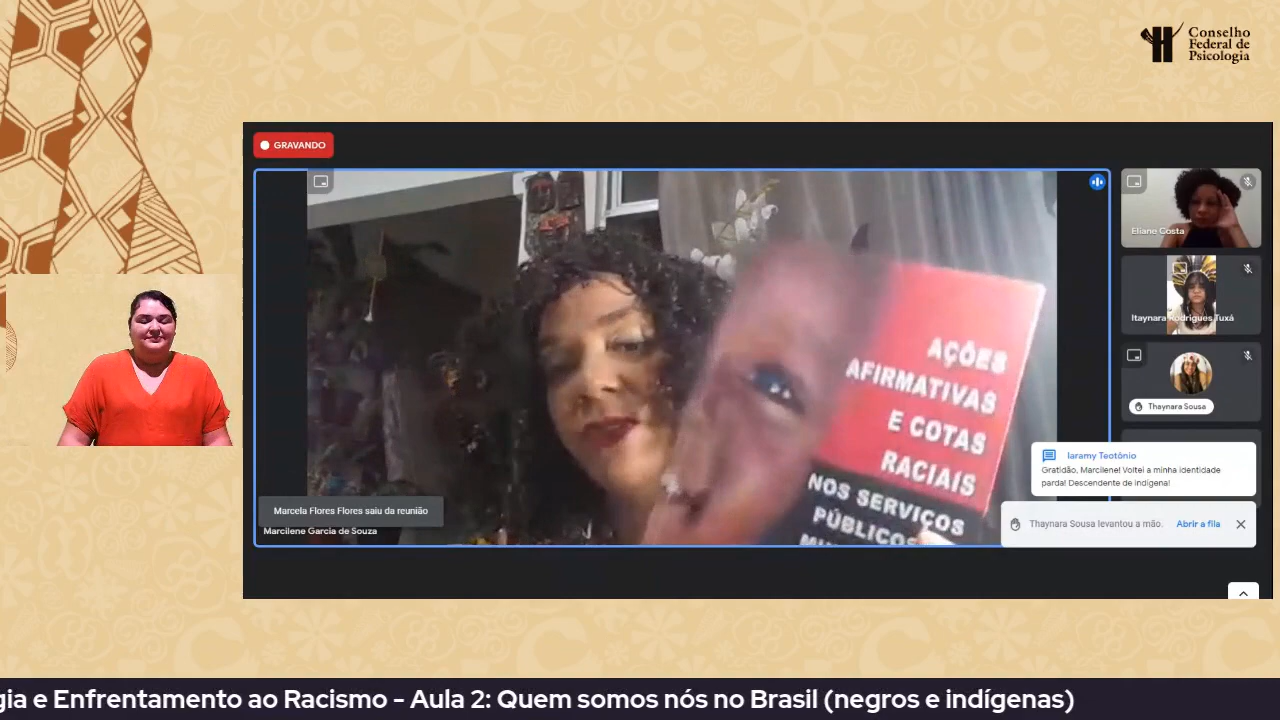 Conselho
Federal de
Psicologia
GRAVANDO
Eliane Costa
Itaynara Rodrigues Tuxá
Thaynara Sousa
AÇÕES
AFIRMATIVAS
E COTAS
RACIAIS
NOS SERVIÇOS
PÚBLICOS
Iaramy Teotônio
Gratidão, Marcilene! Voltei a minha identidade
parda! Descendente de indígena!
Marcela Flores Flores saiu da reunião
Marcilene Garcia de Souza
Thaynara Sousa levantou a mão.
Abrir a fila
gia e Enfrentamento ao Racismo - Aula 2: Quem somos nós no Brasil (negros e indígenas)